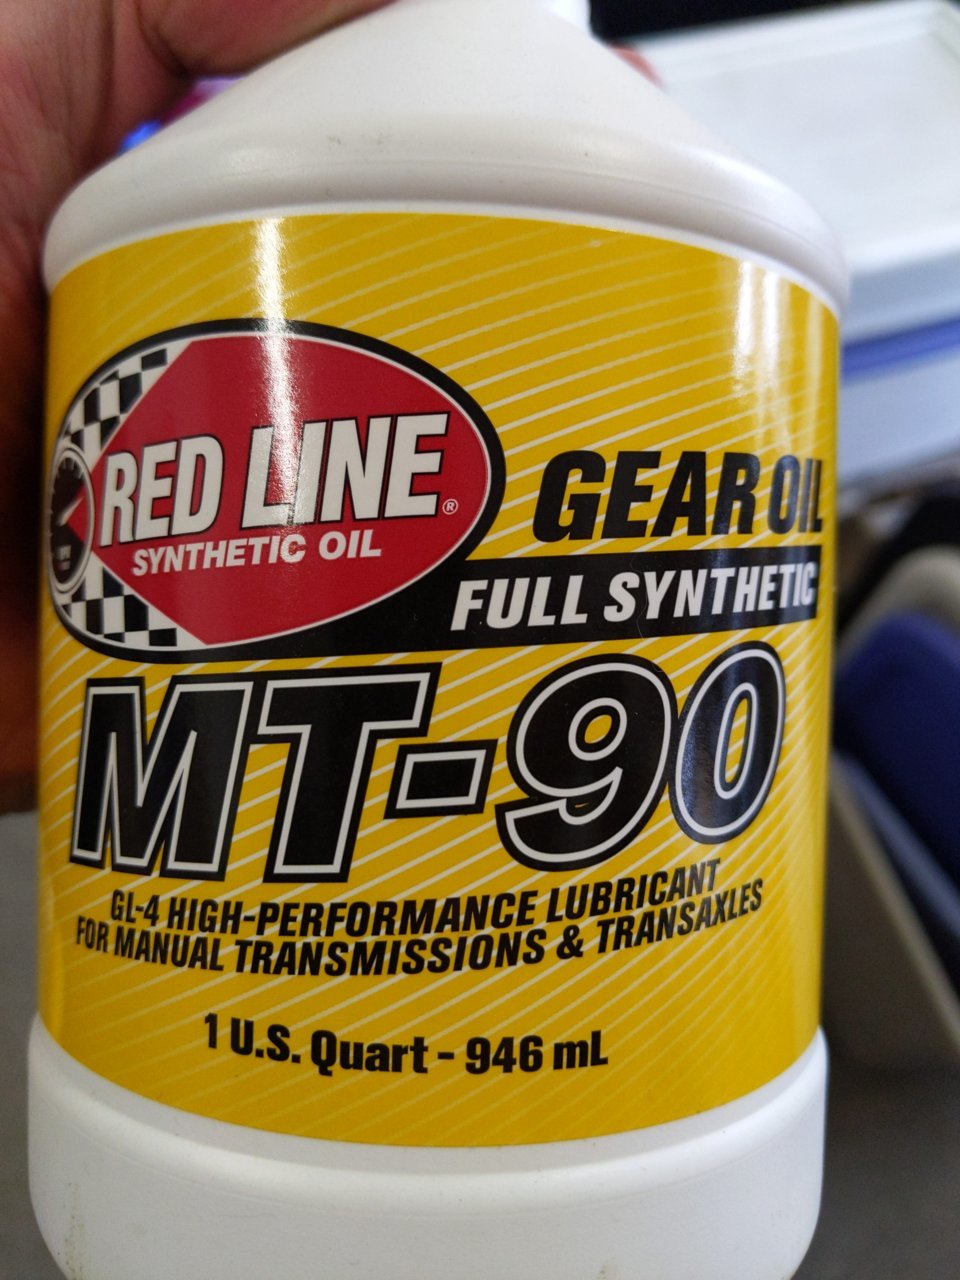 RED LINE®
SYNTHETIC OIL
GEAR OIL
FULL SYNTHETIC
MT-90
GL-4 HIGH-PERFORMANCE LUBRICANT
FOR MANUAL TRANSMISSIONS & TRANSAXLES
1 U.S. Quart - 946 mL